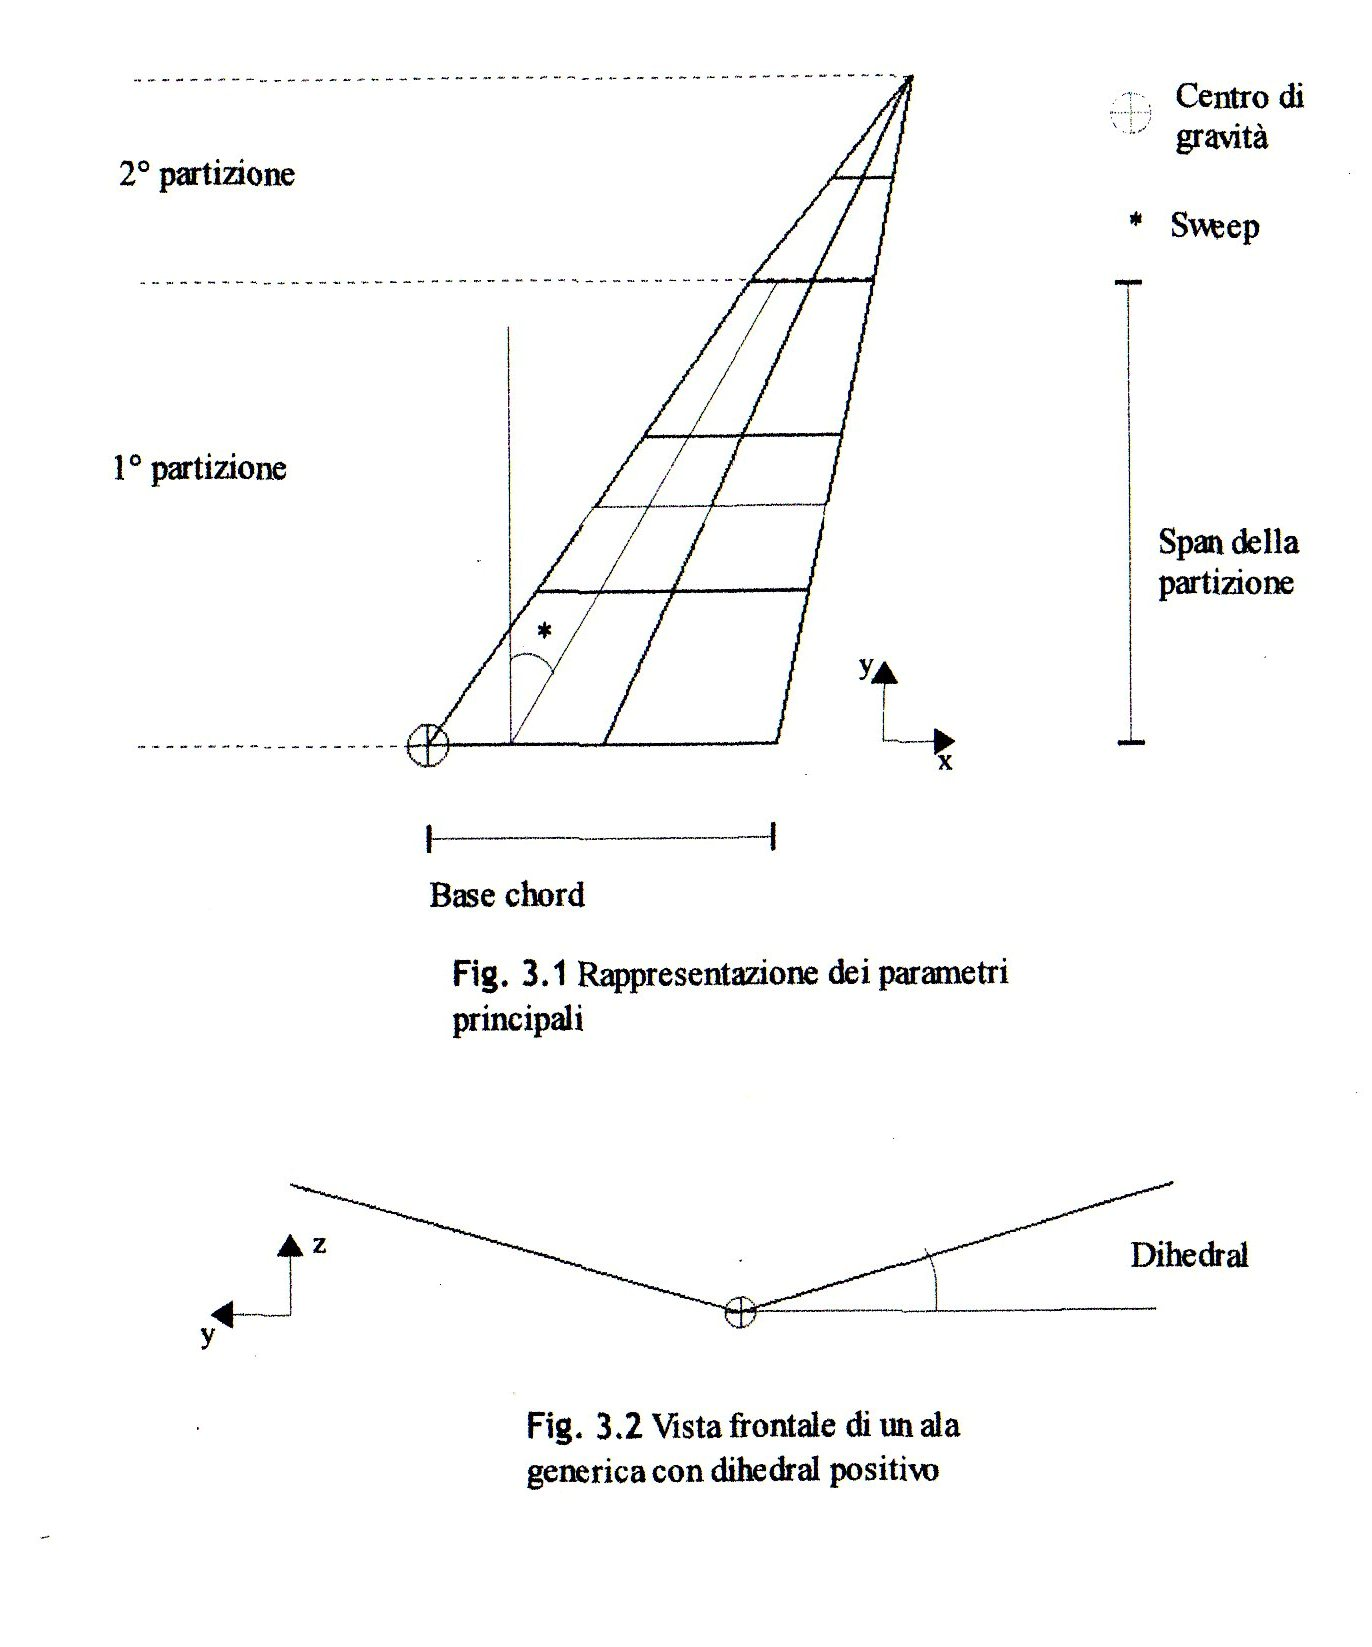 Centro di
gravità
2° partizione
* Sweep
1° partizione
Span della
partizione
*
y
x
Base chord
Fig. 3.1 Rappresentazione dei parametri
principali
z
Dihedral
y
Fig. 3.2 Vista frontale di un ala
generica con dihedral positivo